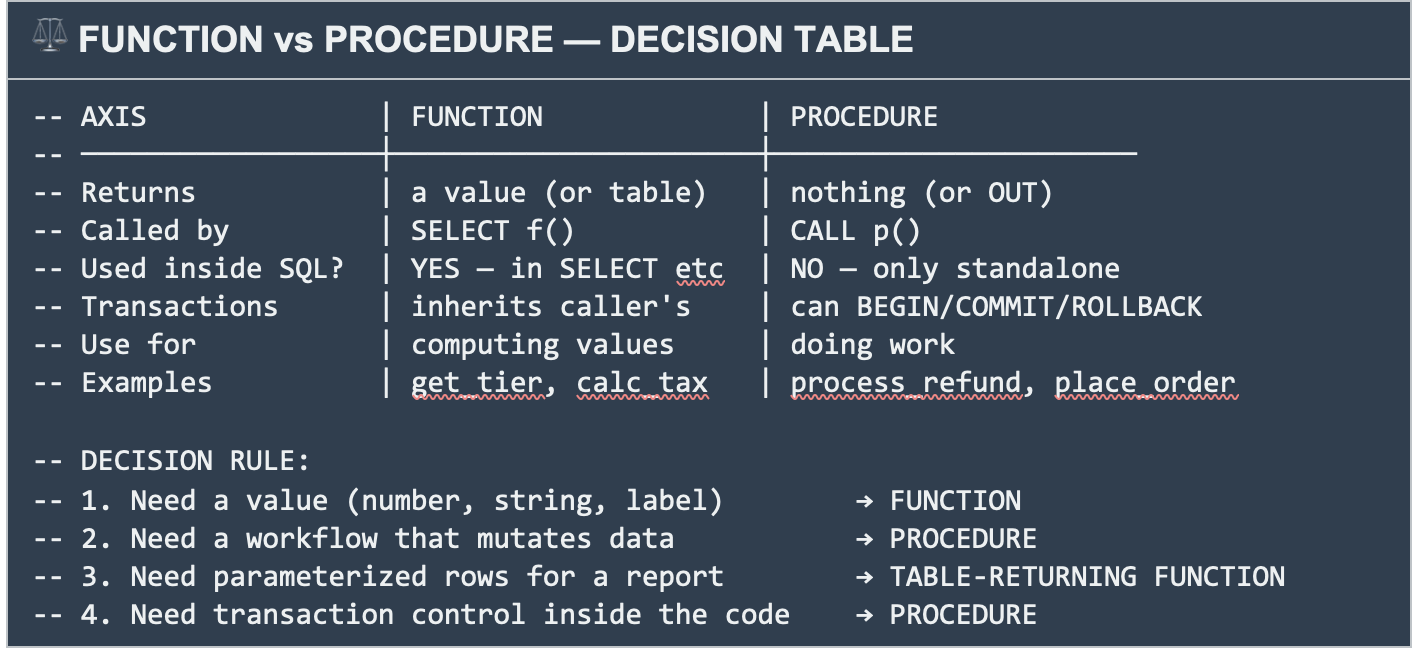 ⚖ FUNCTION vs PROCEDURE — DECISION TABLE
-- AXIS | FUNCTION | PROCEDURE
-- ──────────────────┼──────────────────────┼──────────────────────
-- Returns | a value (or table) | nothing (or OUT)
-- Called by | SELECT f() | CALL p()
-- Used inside SQL? | YES — in SELECT etc | NO — only standalone
-- Transactions | inherits caller's | can BEGIN/COMMIT/ROLLBACK
-- Use for | computing values | doing work
-- Examples | get_tier, calc_tax | process_refund, place_order
-- DECISION RULE:
-- 1. Need a value (number, string, label) → FUNCTION
-- 2. Need a workflow that mutates data → PROCEDURE
-- 3. Need parameterized rows for a report → TABLE-RETURNING FUNCTION
-- 4. Need transaction control inside the code → PROCEDURE